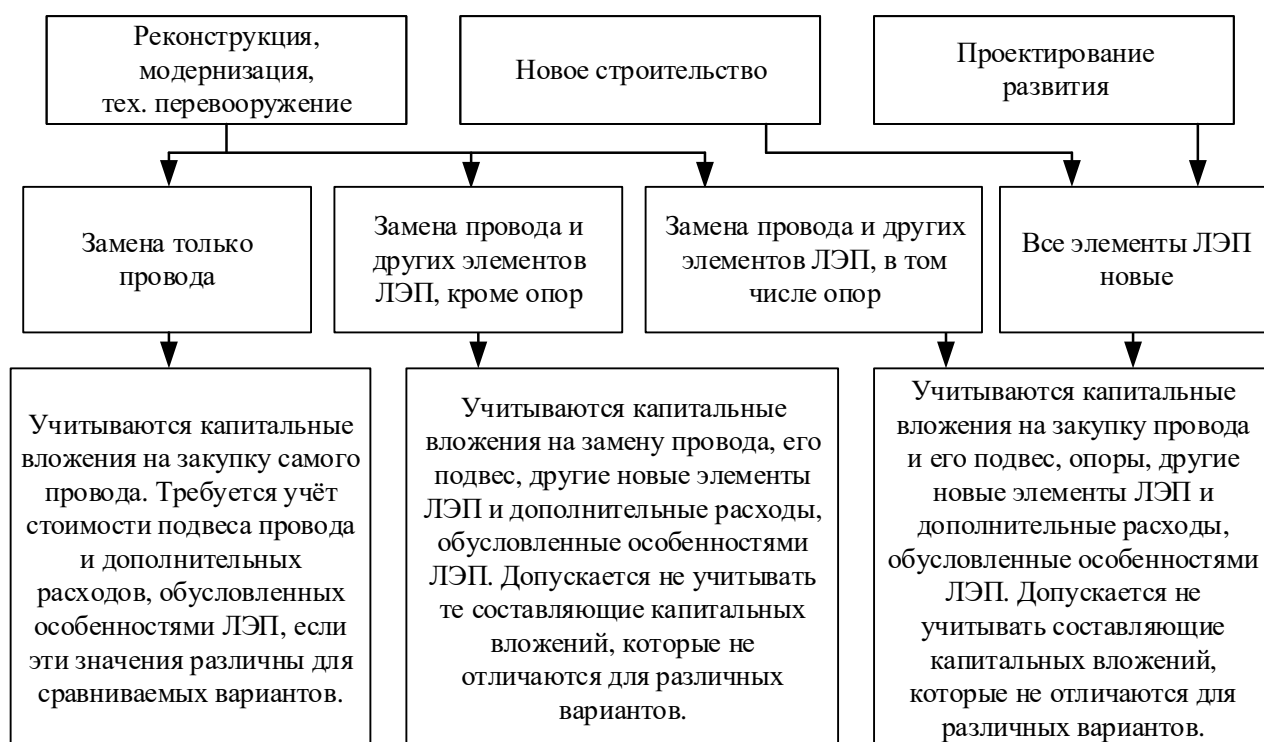 Реконструкция,
модернизация,
тех. перевооружение
Новое строительство
Проектирование
развития
Замена только
провода
Замена провода и
других элементов
ЛЭП, кроме опор
Замена провода и других
элементов ЛЭП, в том
числе опор
Все элементы ЛЭП
новые
Учитываются капитальные
вложения на закупку самого
провода. Требуется учёт
стоимости подвеса провода
и дополнительных
расходов, обусловленных
особенностями ЛЭП, если
эти значения различны для
сравниваемых вариантов.
Учитываются капитальные
вложения на замену провода, его
подвес, другие новые элементы
ЛЭП и дополнительные расходы,
обусловленные особенностями
ЛЭП. Допускается не учитывать
те составляющие капитальных
вложений, которые не
отличаются для различных
вариантов.
Учитываются капитальные
вложения на закупку провода
и его подвес, опоры, другие
новые элементы ЛЭП и
дополнительные расходы,
обусловленные особенностями
ЛЭП. Допускается не
учитывать составляющие
капитальных вложений,
которые не отличаются для
различных вариантов.